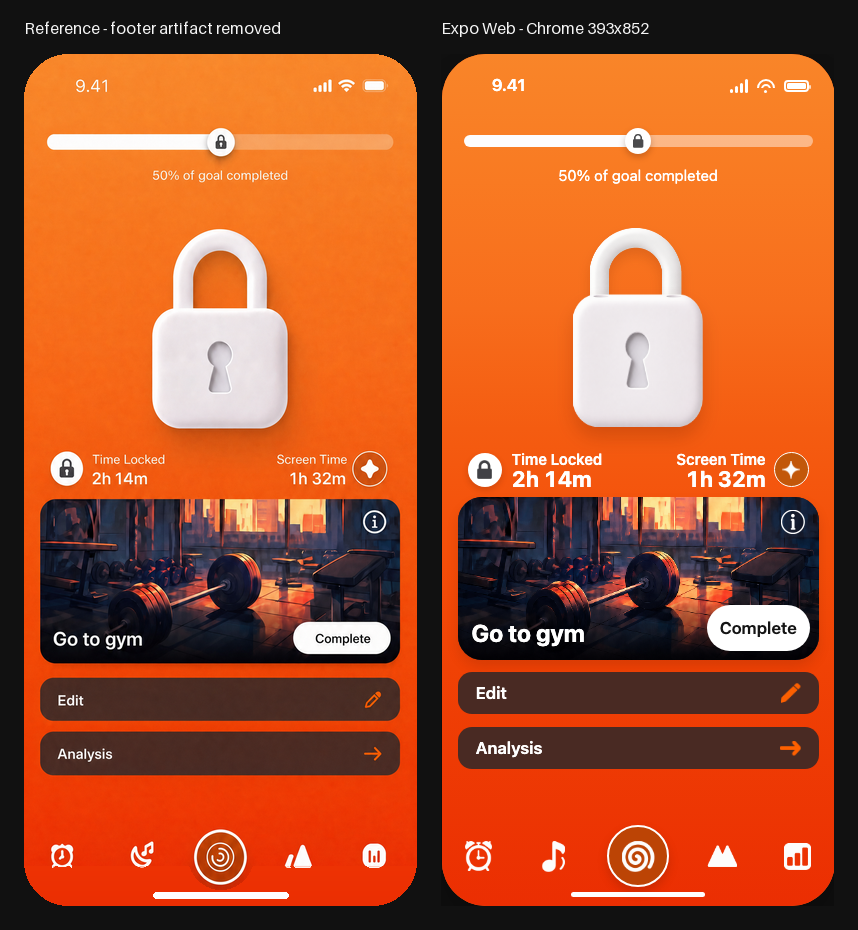 Reference - footer artifact removed
9.41
50% of goal completed
Time Locked
2h 14m
Screen Time
1h 32m
Go to gym
Complete
Edit
Analysis
Expo Web - Chrome 393x852
9.41
50% of goal completed
Time Locked
2h 14m
Screen Time
1h 32m
Go to gym
Complete
Edit
Analysis